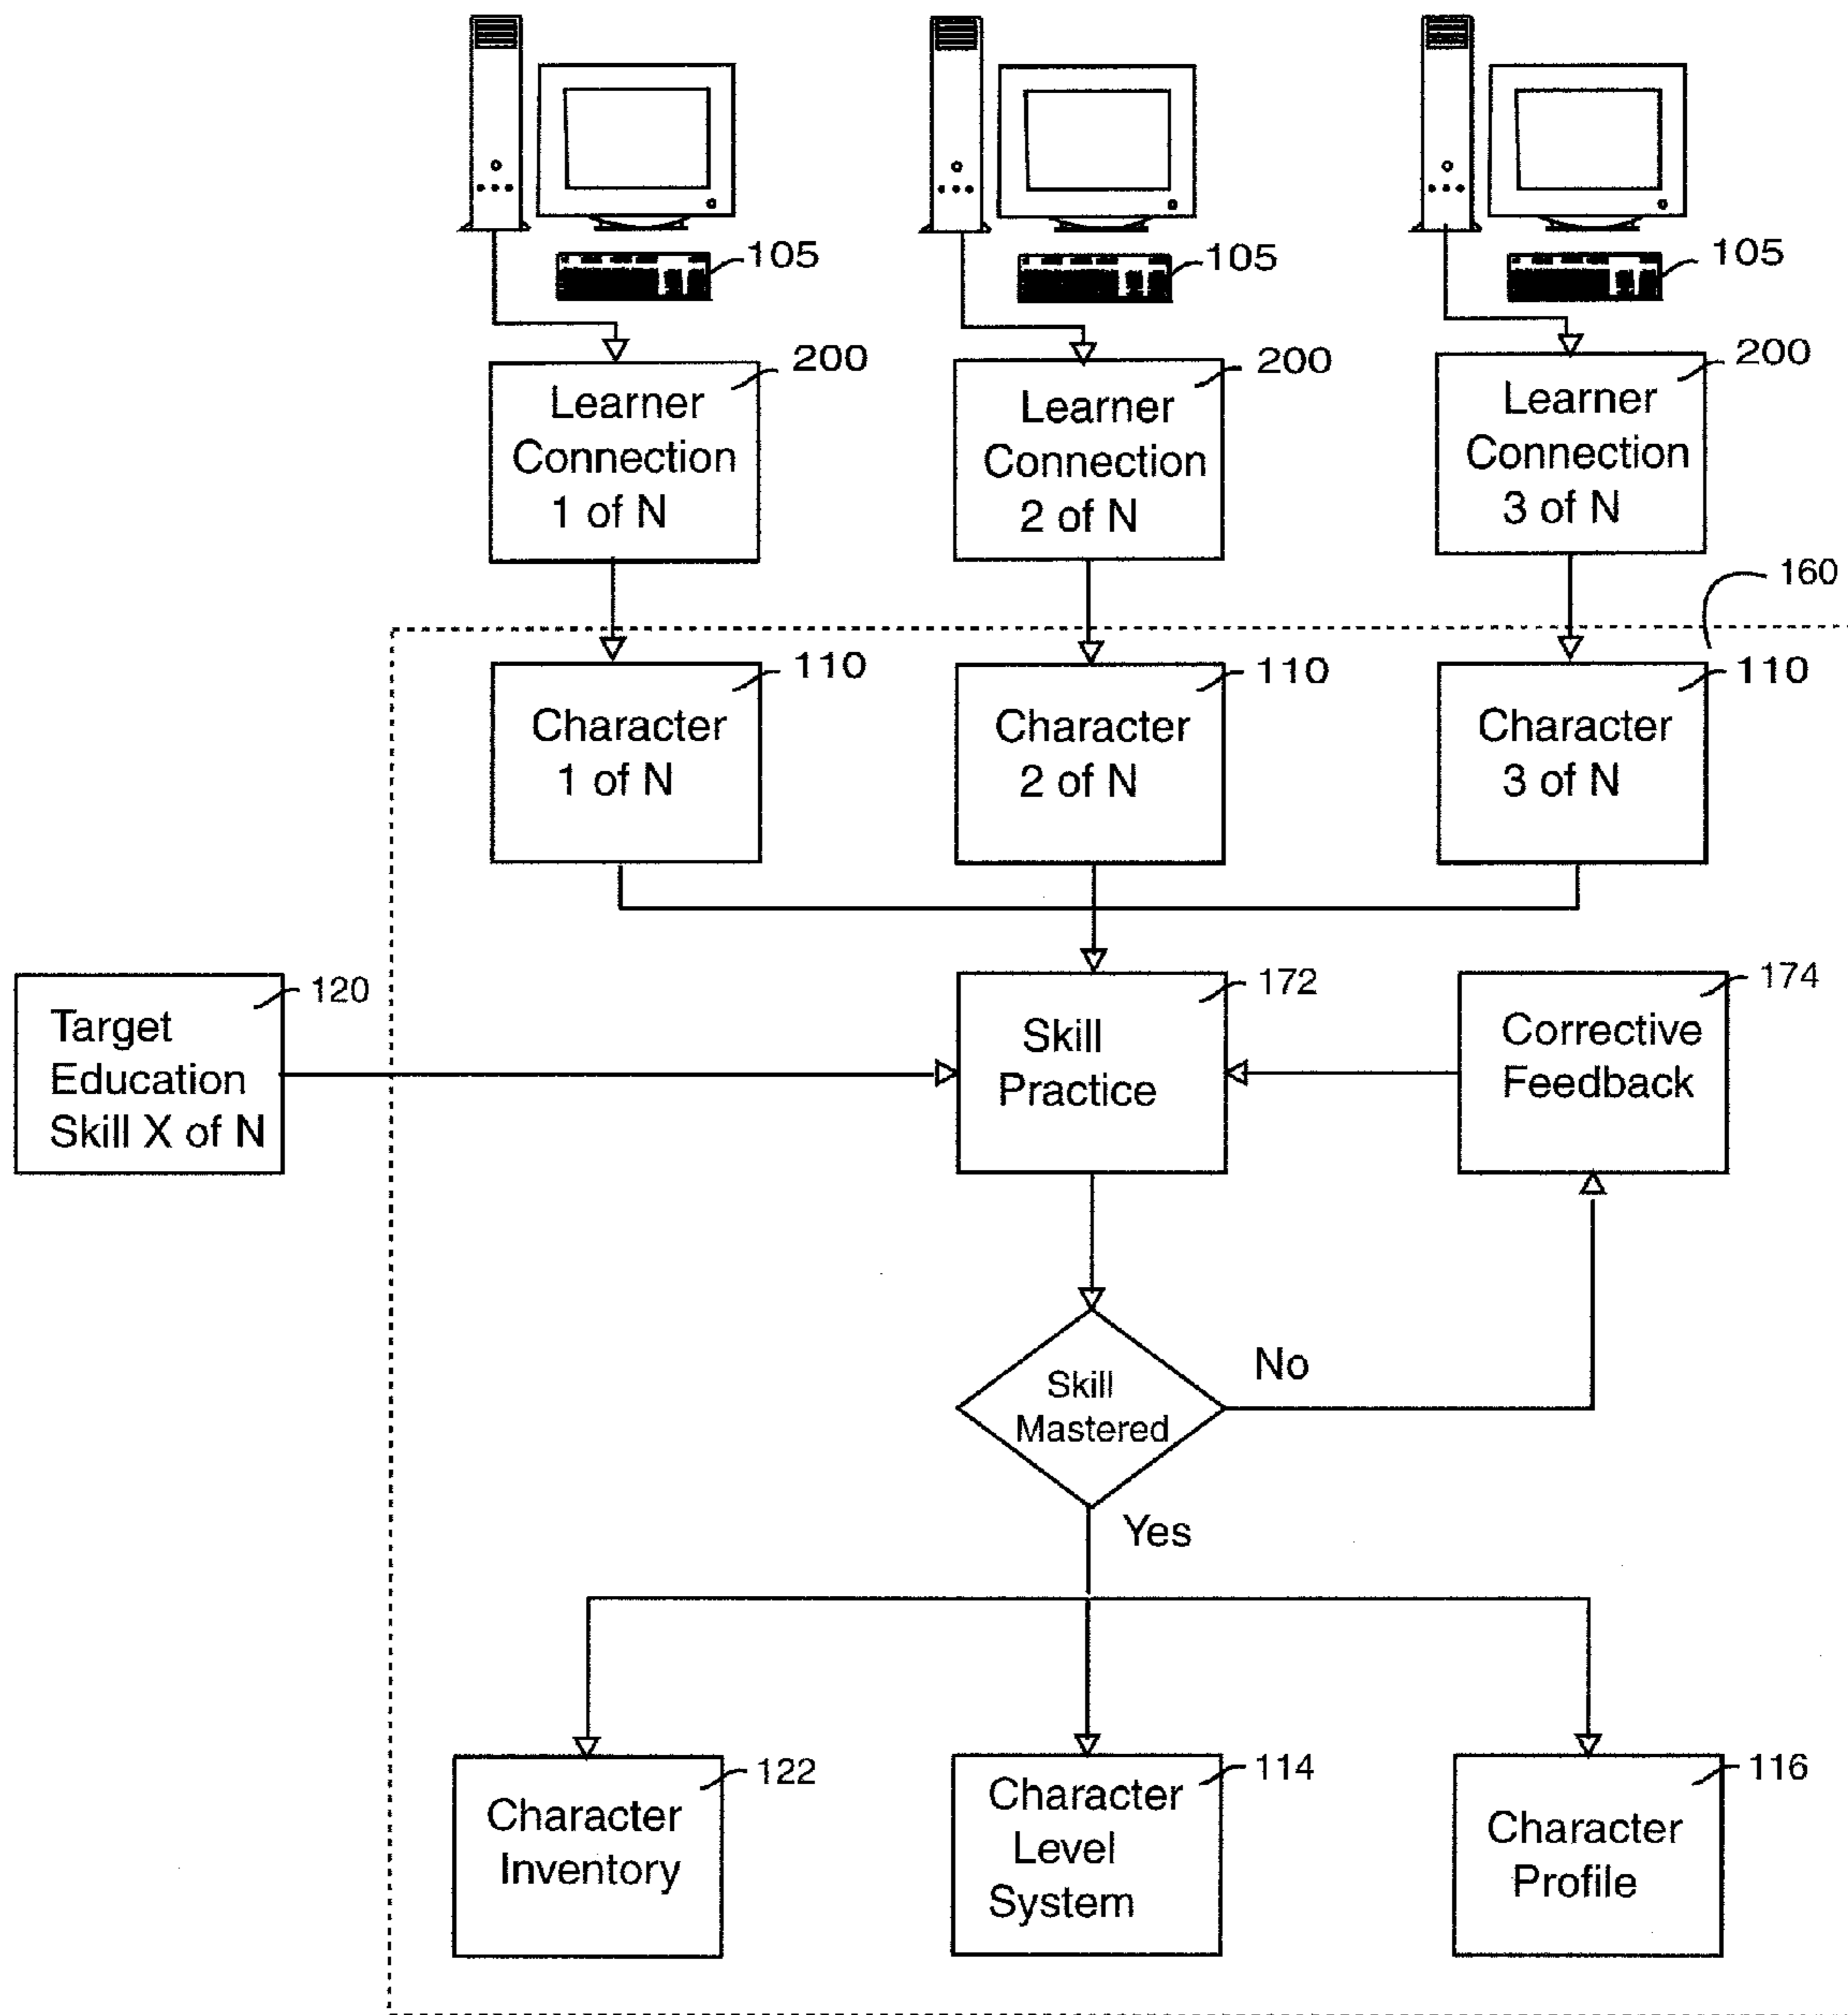 105
105
105
200
Learner
Connection
1 of N
200
Learner
Connection
2 of N
200
Learner
Connection
3 of N
160
110
Character
1 of N
110
Character
2 of N
110
Character
3 of N
120
Target
Education
Skill X of N
172
Skill
Practice
174
Corrective
Feedback
Skill
Mastered
No
Yes
122
Character
Inventory
114
Character
Level
System
116
Character
Profile